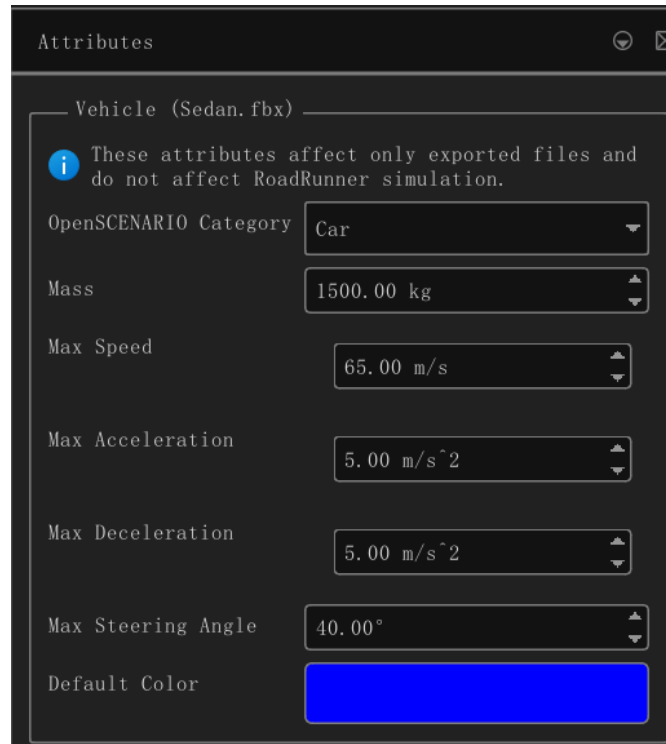 Attributes
Vehicle (Sedan.fbx)
These attributes affect only exported files and
do not affect RoadRunner simulation.
OpenSCENARIO Category Car
Mass 1500.00 kg
Max Speed 65.00 m/s
Max Acceleration 5.00 m/s^2
Max Deceleration 5.00 m/s^2
Max Steering Angle 40.00°
Default Color